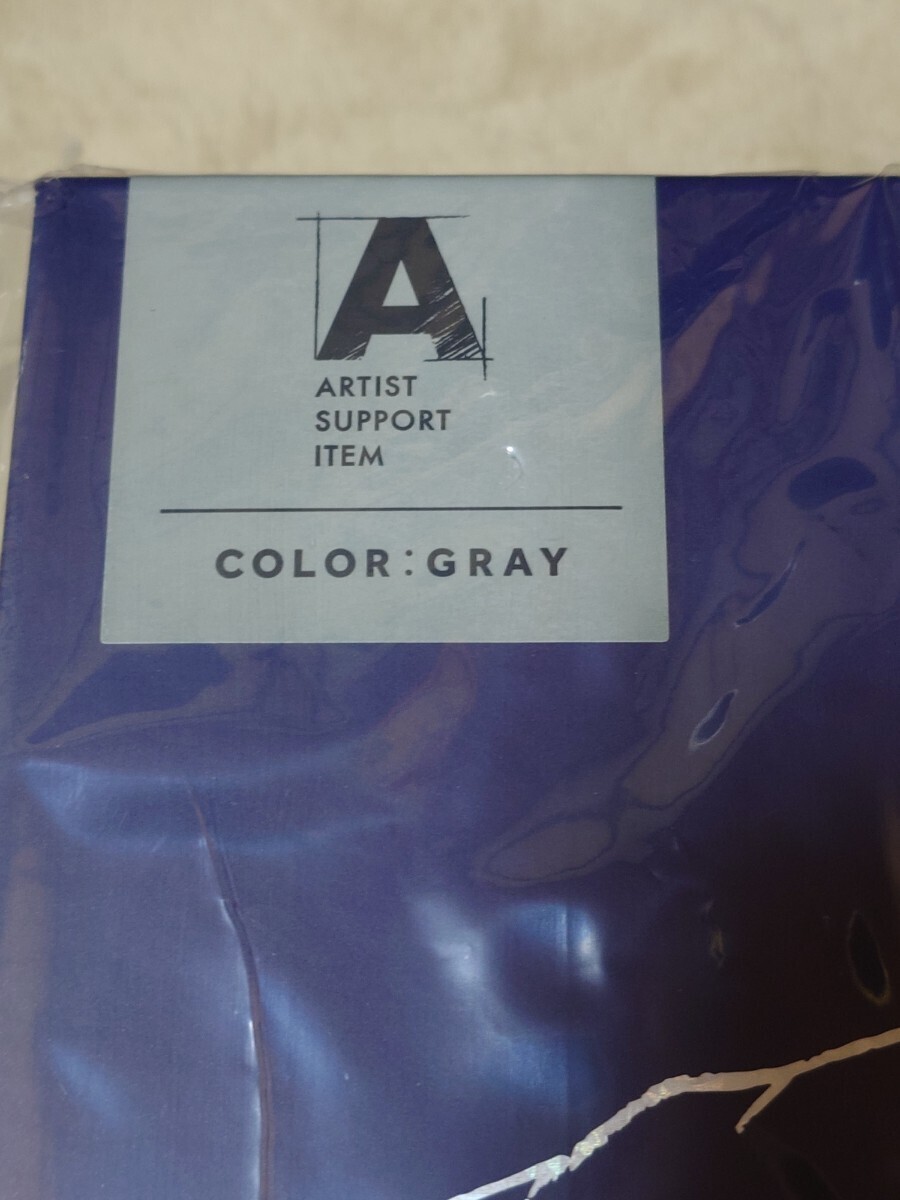 A
ARTIST
SUPPORT
ITEM
COLOR:GRAY